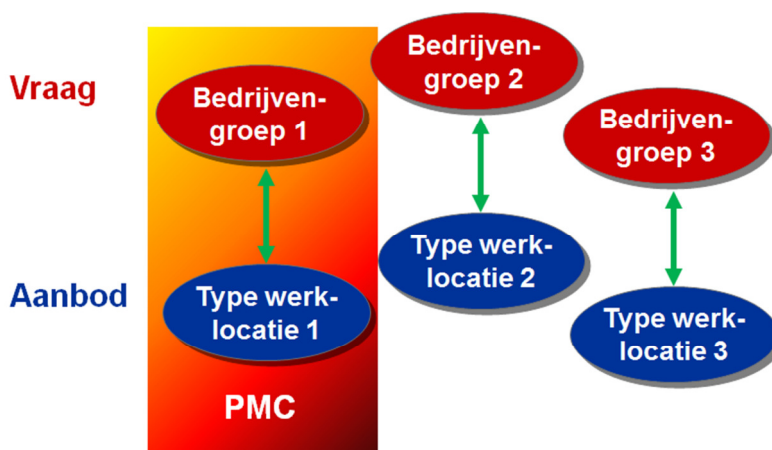 Vraag
Bedrijven-
groep 1
Bedrijven-
groep 2
Bedrijven-
groep 3
Aanbod
Type werk-
locatie 1
Type werk-
locatie 2
Type werk-
locatie 3
PMC